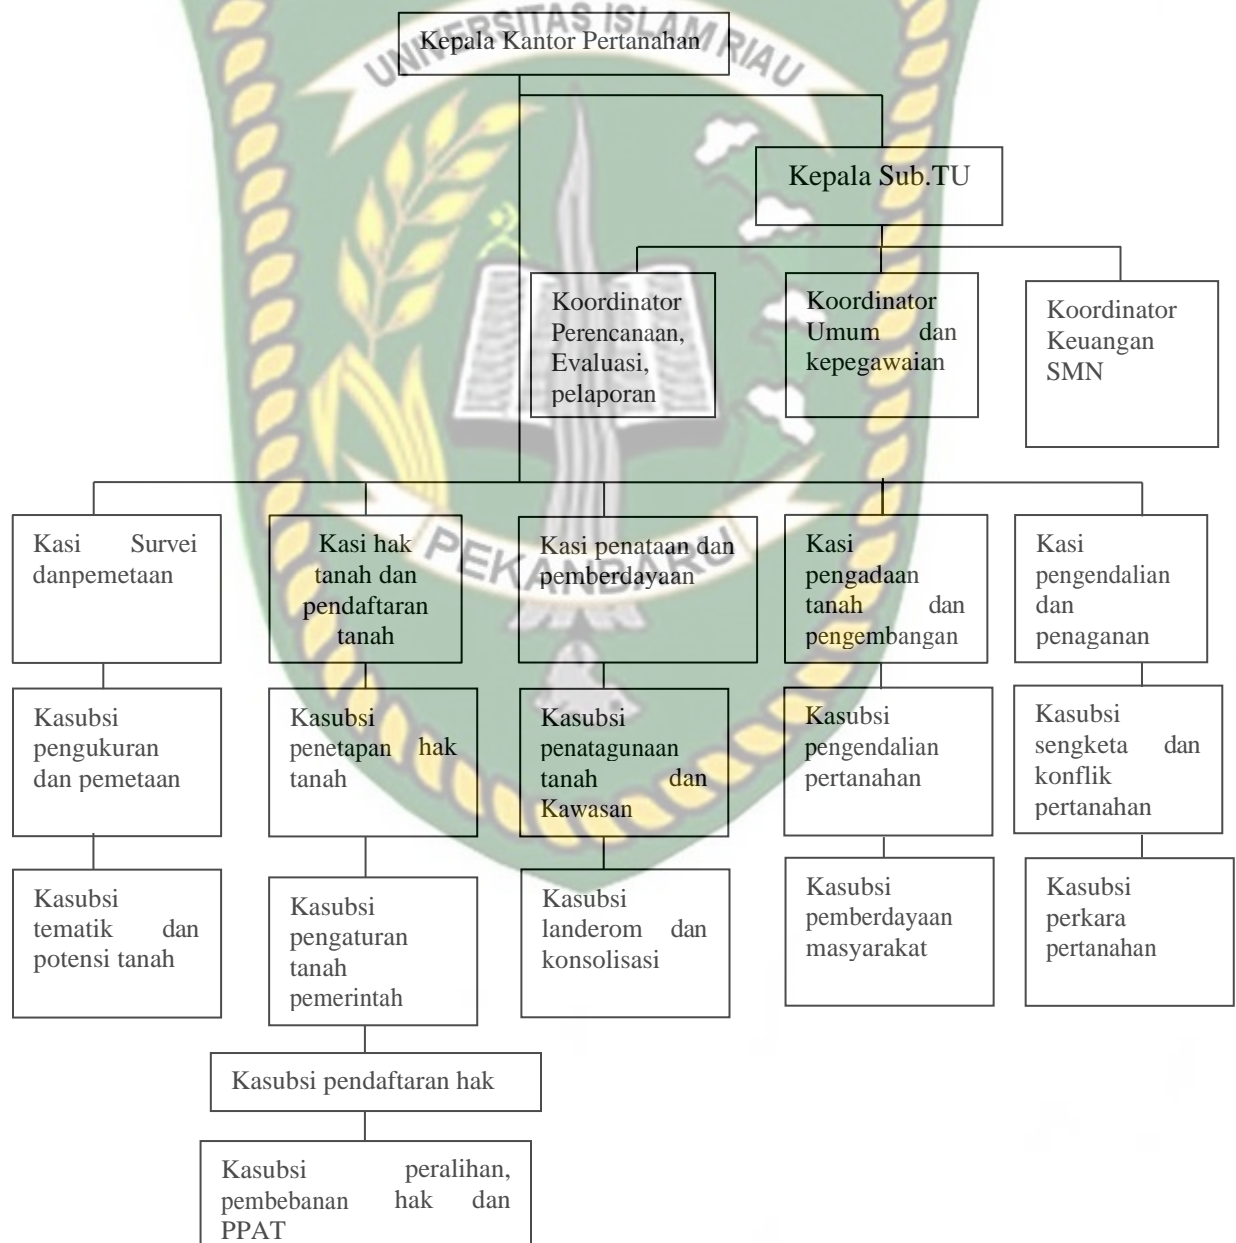 UNIVERSITAS ISLAM RIAU
Kepala Kantor Pertanahan
Kepala Sub.TU
Koordinator
Perencanaan,
Evaluasi,
pelaporan
Koordinator
Umum dan
kepegawaian
Koordinator
Keuangan
SMN
Kasi Survei
danpemetaan
Kasi hak
tanah dan
pendaftaran
tanah
Kasi penataan dan
pemberdayaan
Kasi
pengadaan
tanah dan
pengembangan
Kasi
pengendalian
dan
penaganan
PEKANBARU
Kasubsi
pengukuran
dan pemetaan
Kasubsi
penetapan hak
tanah
Kasubsi
penatagunaan
tanah dan
Kawasan
Kasubsi
pengendalian
pertanahan
Kasubsi
sengketa dan
konflik
pertanahan
Kasubsi
tematik dan
potensi tanah
Kasubsi
pengaturan
tanah
pemerintah
Kasubsi
landerom dan
konsolisasi
Kasubsi
pemberdayaan
masyarakat
Kasubsi
perkara
pertanahan
Kasubsi pendaftaran hak
Kasubsi peralihan,
pembebanan hak dan
PPAT